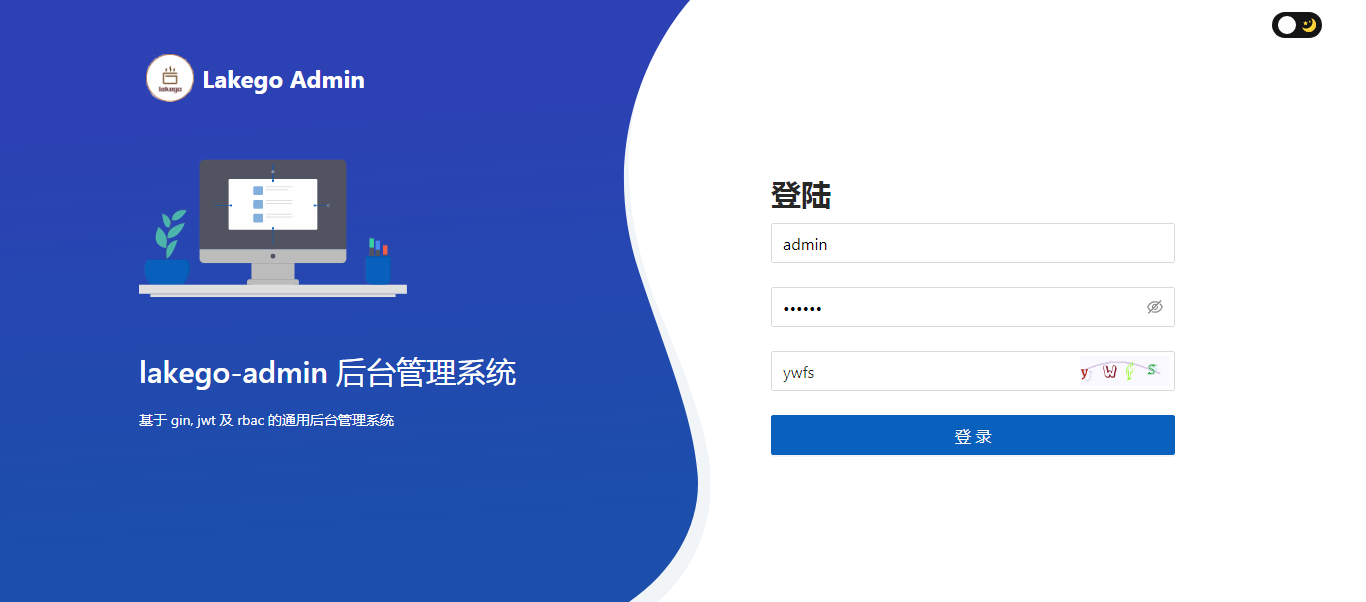 lakego
Lakego Admin
lakego-admin 后台管理系统
基于 gin, jwt 及 rbac 的通用后台管理系统
登陆
admin
••••••
ywfs
y W f S
登 录